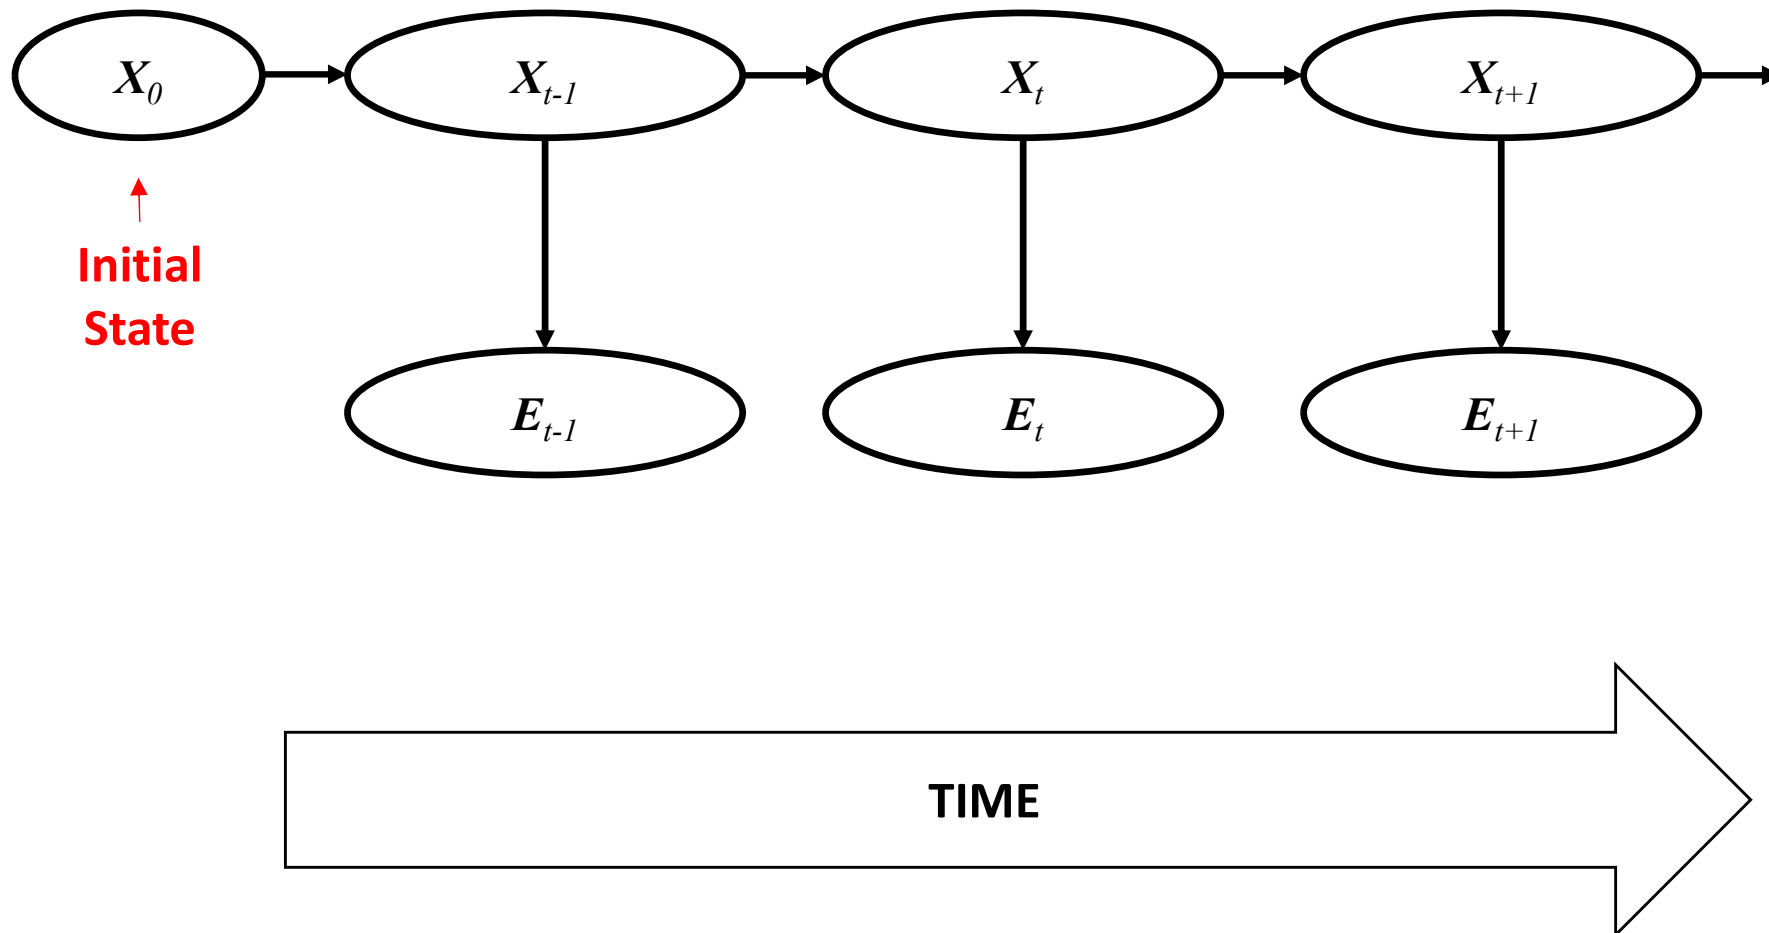 X₀
Xₜ₋₁
Xₜ
Xₜ₊₁
Initial
State
Eₜ₋₁
Eₜ
Eₜ₊₁
TIME